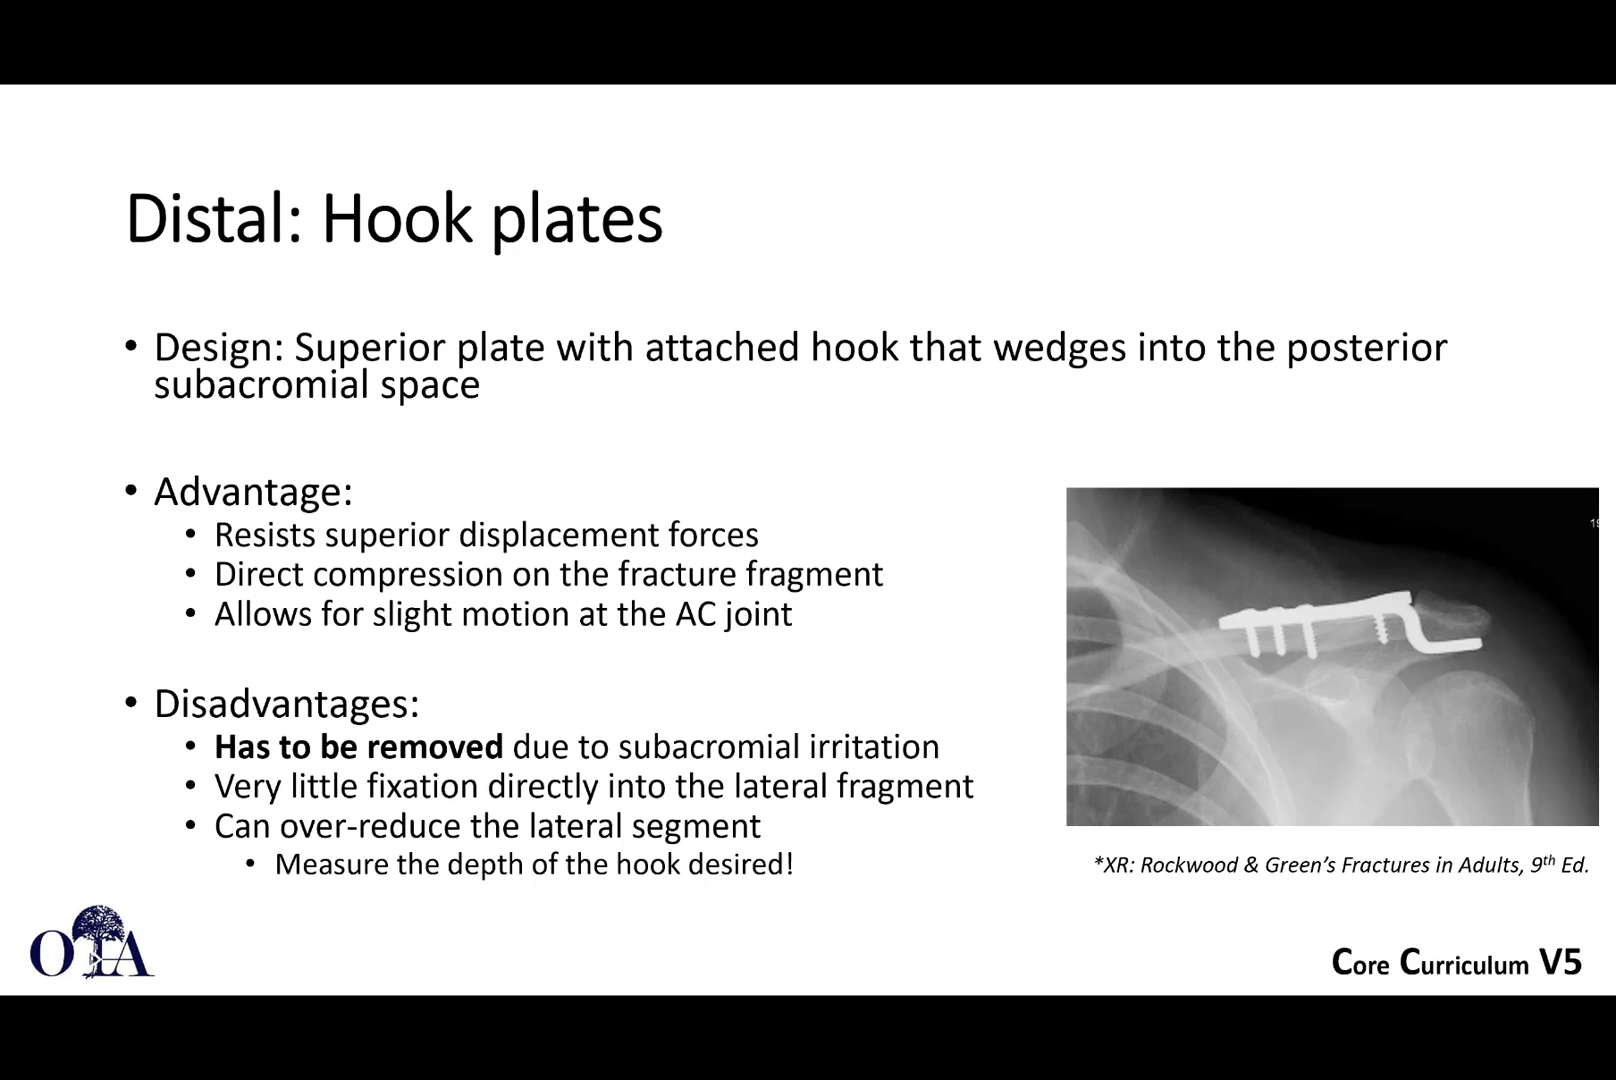 Distal: Hook plates
• Design: Superior plate with attached hook that wedges into the posterior
subacromial space
• Advantage:
• Resists superior displacement forces
• Direct compression on the fracture fragment
• Allows for slight motion at the AC joint
• Disadvantages:
• Has to be removed due to subacromial irritation
• Very little fixation directly into the lateral fragment
• Can over-reduce the lateral segment
• Measure the depth of the hook desired!
19
*XR: Rockwood & Green's Fractures in Adults, 9th Ed.
OTA
Core Curriculum V5